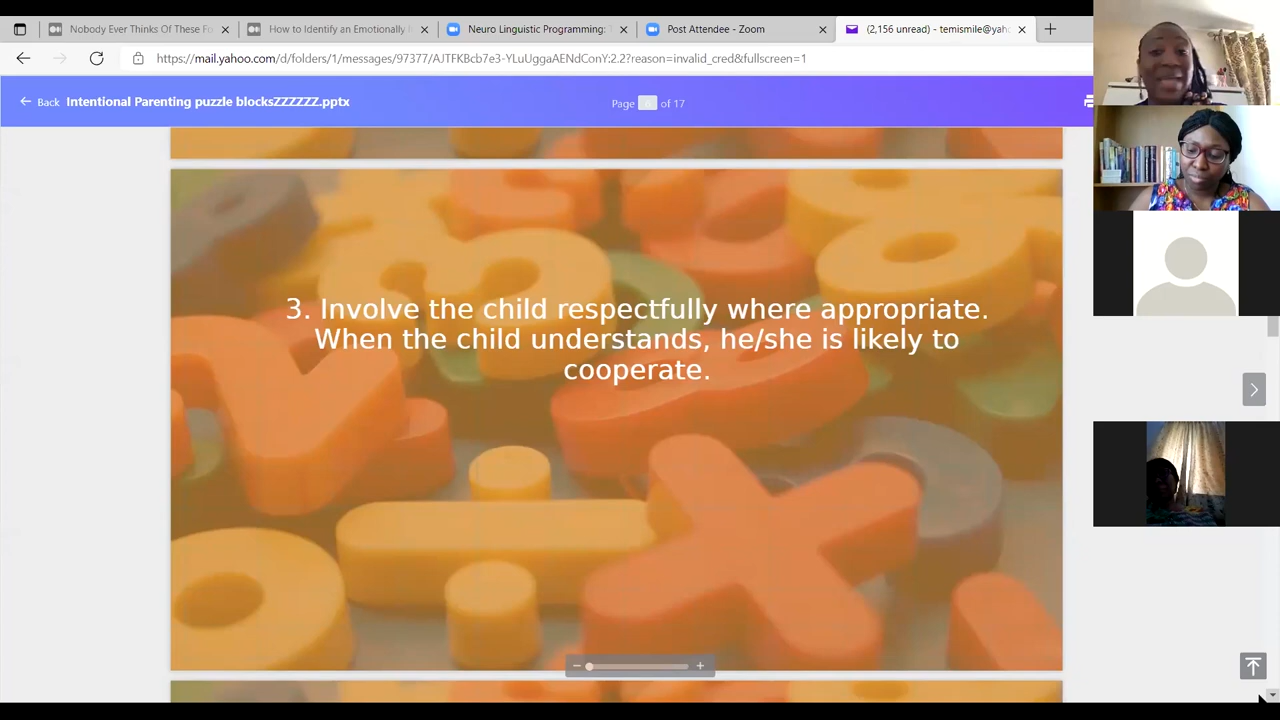 Nobody Ever Thinks Of These Fo
How to Identify an Emotionally
Neuro Linguistic Programming:
Post Attendee - Zoom
(2,156 unread) - temismile@yaho
https://mail.yahoo.com/d/folders/1/messages/97377/AJTFKBcb7e3-YLuUggaAENdConY:2.2?reason=invalid_cred&fullscreen=1
Back Intentional Parenting puzzle blocksZZZZZZ.pptx
Page 6 of 17
3. Involve the child respectfully where appropriate.
When the child understands, he/she is likely to
cooperate.